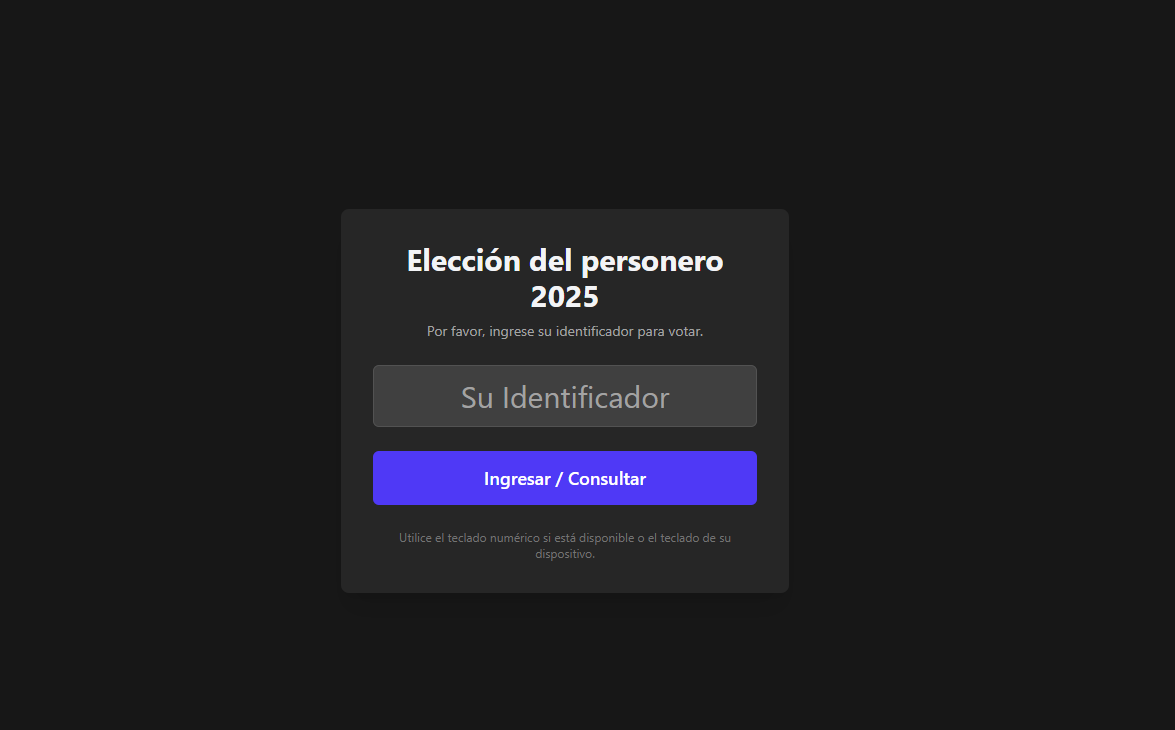 Elección del personero
2025
Por favor, ingrese su identificador para votar.
Su Identificador
Ingresar / Consultar
Utilice el teclado numérico si está disponible o el teclado de su
dispositivo.